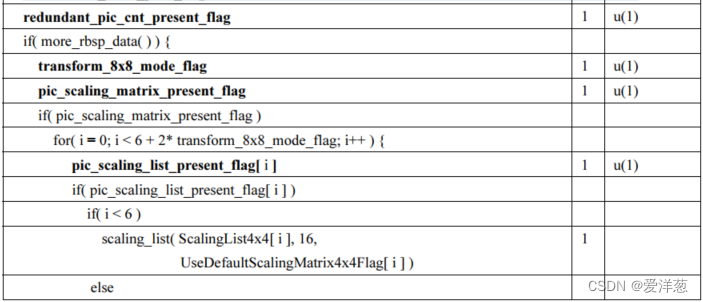 redundant_pic_cnt_present_flag 1 u(1)
if( more_rbsp_data( ) ) {
transform_8x8_mode_flag 1 u(1)
pic_scaling_matrix_present_flag 1 u(1)
if( pic_scaling_matrix_present_flag )
for( i = 0; i < 6 + 2* transform_8x8_mode_flag; i++ ) {
pic_scaling_list_present_flag[ i ] 1 u(1)
if( pic_scaling_list_present_flag[ i ] )
if( i < 6 )
scaling_list( ScalingList4x4[ i ], 16, 1
UseDefaultScalingMatrix4x4Flag[ i ] )
else
CSDN @爱洋葱